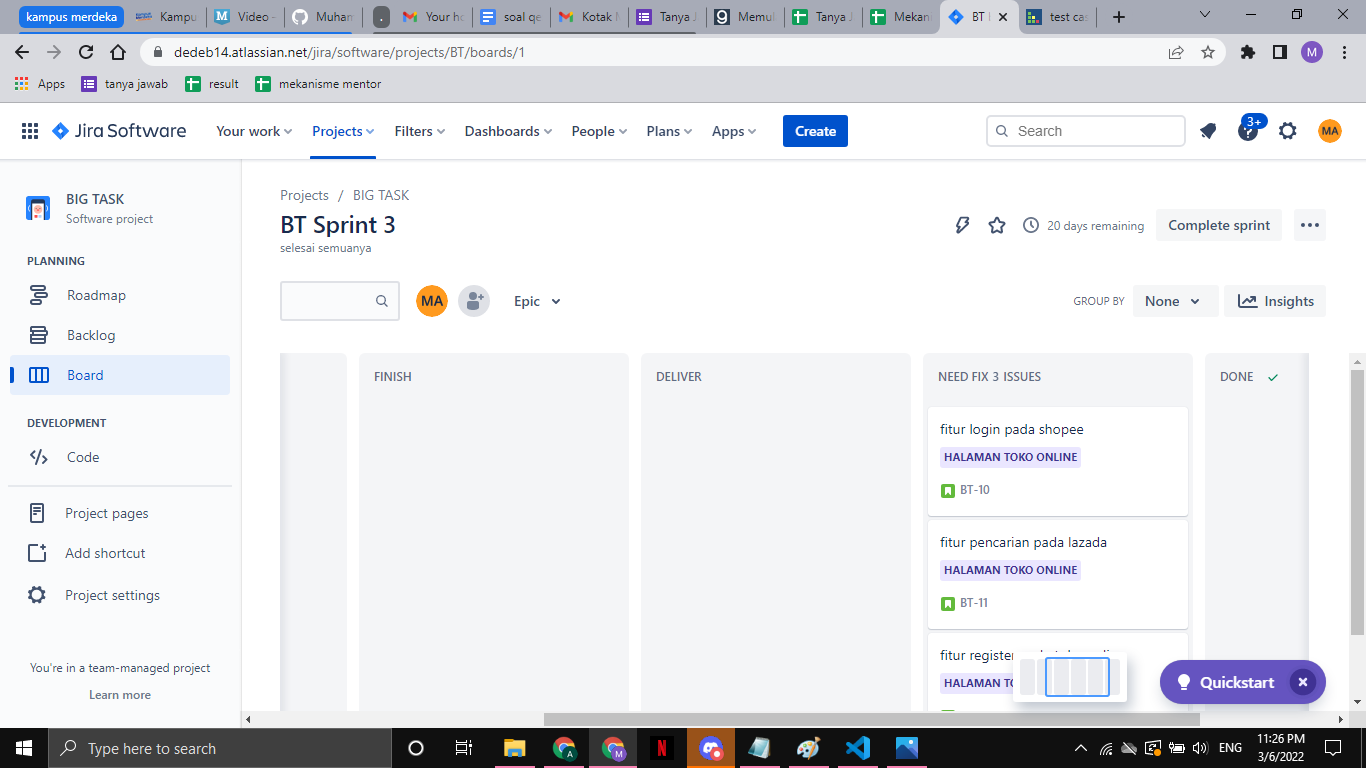 kampus merdeka
Kampu
Video -
Muham
.
Your ho
soal qe
Kotak M
Tanya J
Memul
Tanya J
Mekani
BT
test cas
dedeb14.atlassian.net/jira/software/projects/BT/boards/1
M
Apps
tanya jawab
result
mekanisme mentor
Jira Software
Your work
Projects
Filters
Dashboards
People
Plans
Apps
Create
Search
3+
MA
BIG TASK
Software project
PLANNING
Roadmap
Backlog
Board
DEVELOPMENT
Code
Project pages
Add shortcut
Project settings
You're in a team-managed project
Learn more
Projects / BIG TASK
BT Sprint 3
selesai semuanya
20 days remaining
Complete sprint
MA
Epic
GROUP BY
None
Insights
FINISH
DELIVER
NEED FIX 3 ISSUES
DONE
fitur login pada shopee
HALAMAN TOKO ONLINE
BT-10
fitur pencarian pada lazada
HALAMAN TOKO ONLINE
BT-11
fitur register
HALAMAN TO
Quickstart
Type here to search
ENG
11:26 PM
3/6/2022